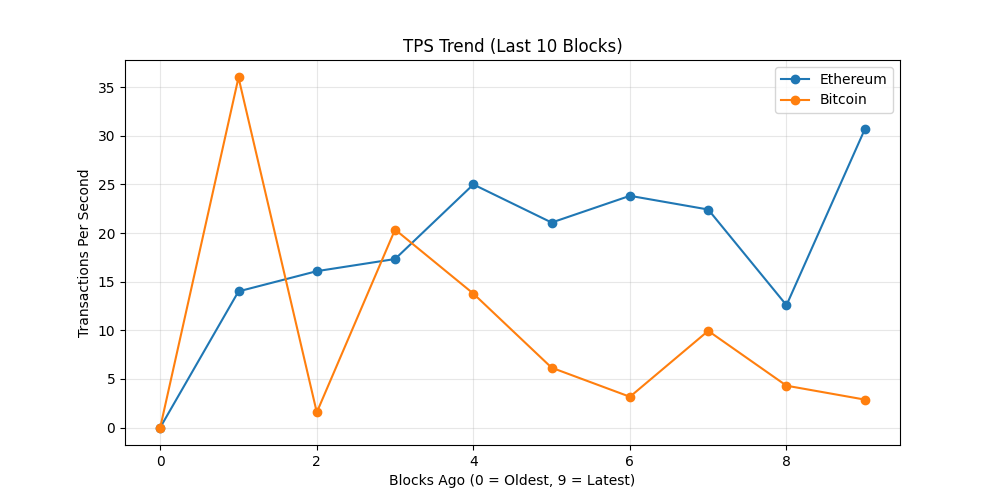 TPS Trend (Last 10 Blocks)
Ethereum
Bitcoin
Transactions Per Second
35
30
25
20
15
10
5
0
0 2 4 6 8
Blocks Ago (0 = Oldest, 9 = Latest)